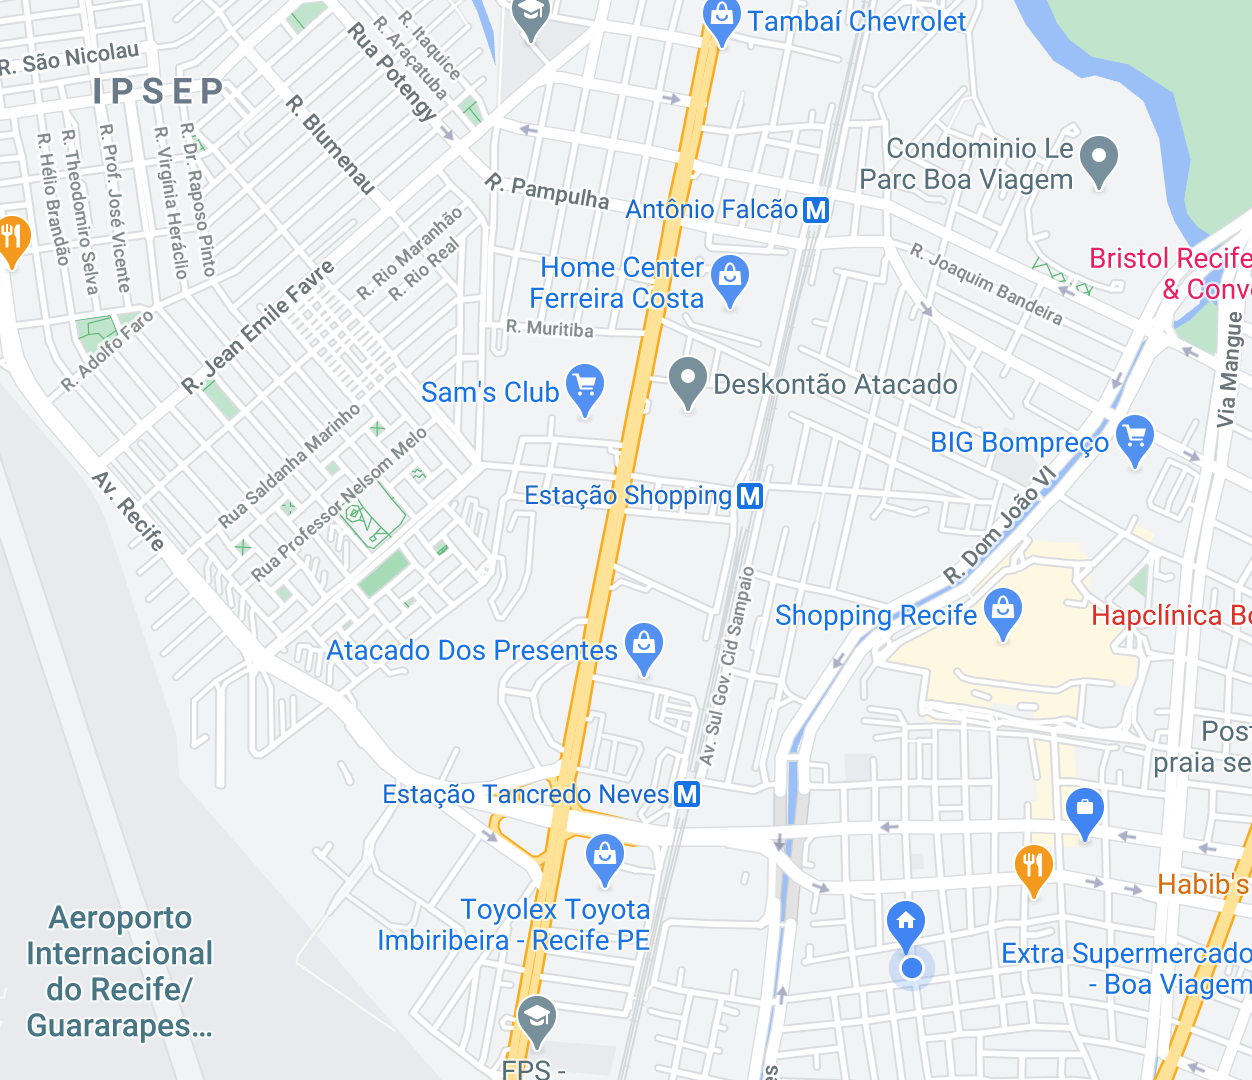 Tambaí Chevrolet
R. Itaquice
R. Araçatuba
Rua Potengy
R. São Nicolau
IPSEP
R. Blumenau
R. Hélio Brandão
R. Theodomiro Selva
R. Prof. José Vicente
R. Virgínia Heráclio
R. Dr. Raposo Pinto
Condominio Le
Parc Boa Viagem
R. Pampulha
Antônio Falcão
M
R. Rio Maranhão
R. Rio Real
R. Joaquim Bandeira
Bristol Recife
& Conv
Home Center
Ferreira Costa
R. Muritiba
R. Adolfo Faro
R. Jean Emile Favre
Via Mangue
Sam's Club
Deskontão Atacado
BIG Bompreço
Rua Saldanha Marinho
Rua Professor Nelsom Melo
Av. Recife
Estação Shopping
M
R. Dom João VI
Av. Sul Gov. Cid Sampaio
Shopping Recife
Hapclínica Bo
Atacado Dos Presentes
Post
praia se
Estação Tancredo Neves
M
Habib's
Toyolex Toyota
Imbiribeira - Recife PE
Aeroporto
Internacional
do Recife/
Guararapes...
Extra Supermercado
- Boa Viagem
FPS -
es